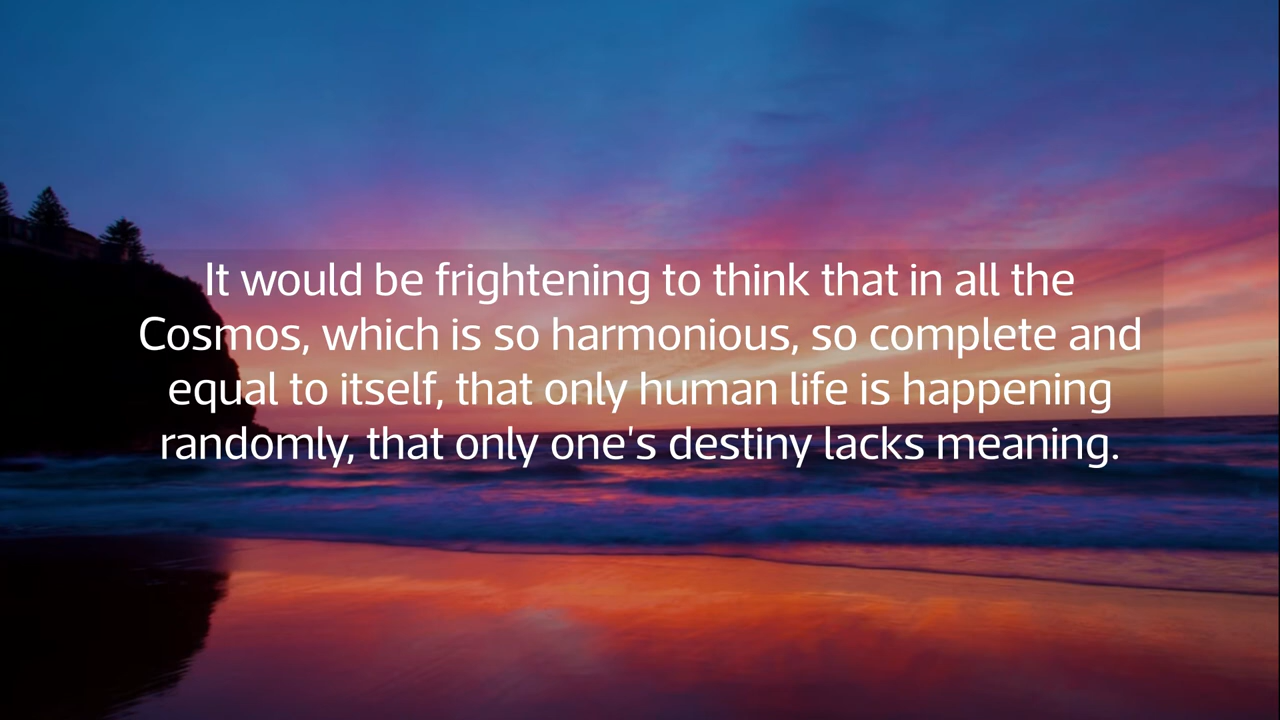 It would be frightening to think that in all the
Cosmos, which is so harmonious, so complete and
equal to itself, that only human life is happening
randomly, that only one's destiny lacks meaning.